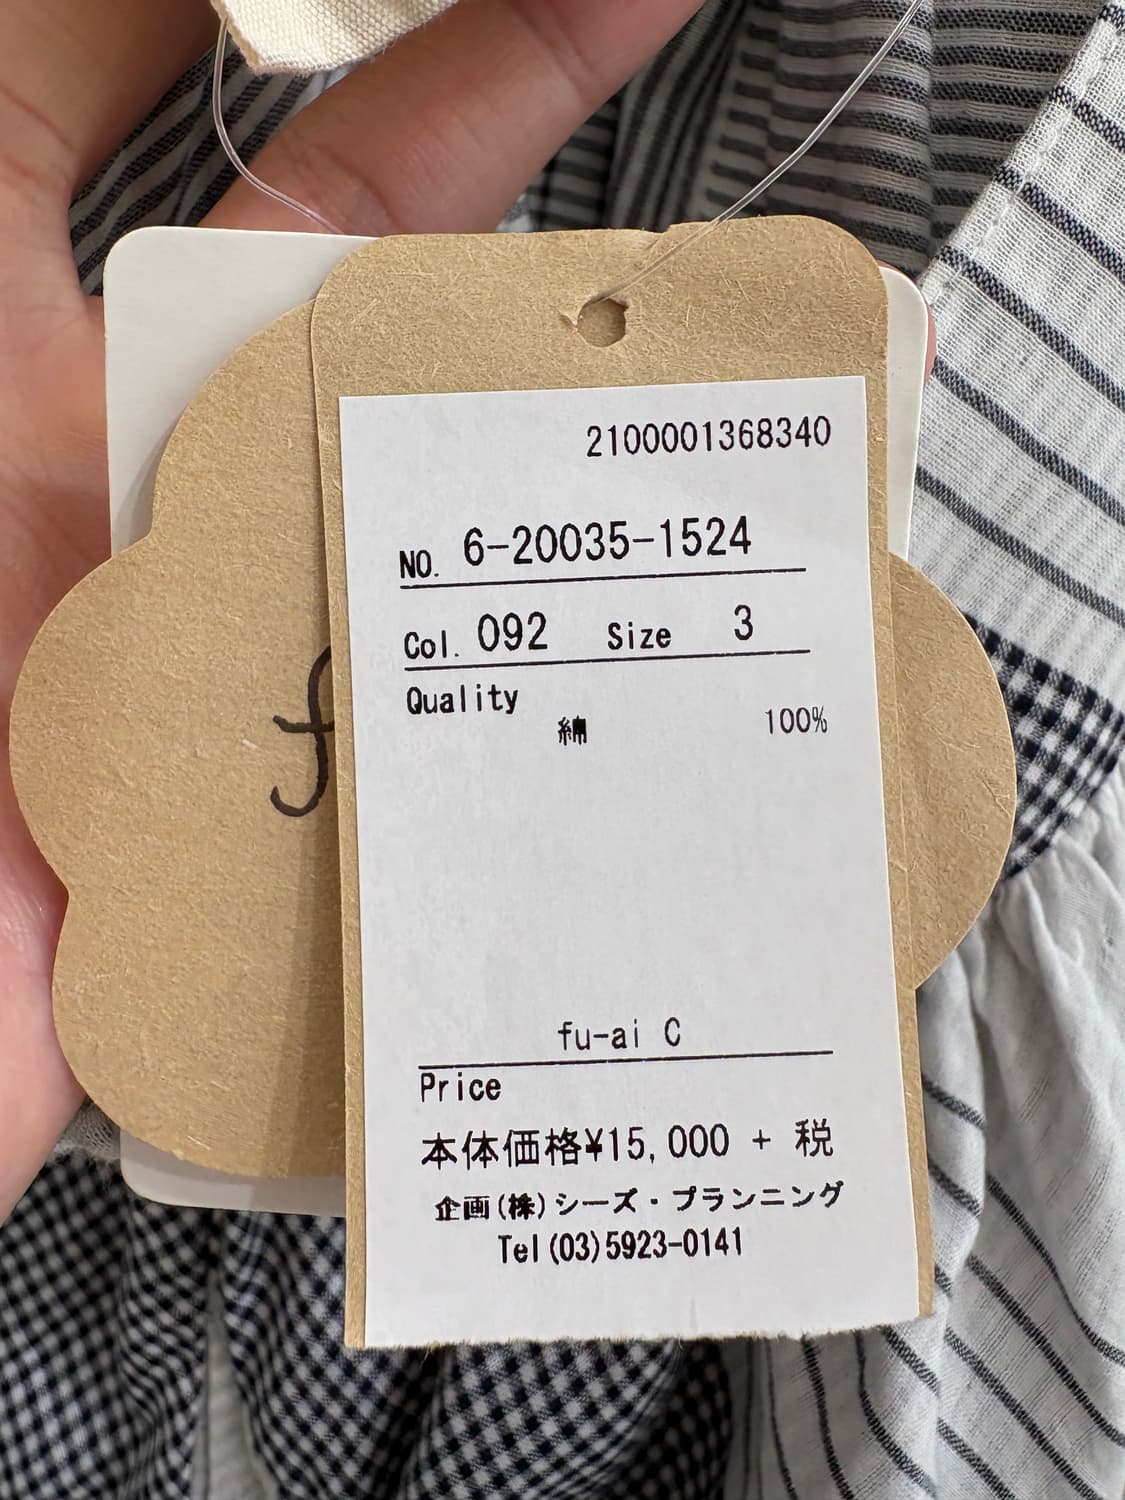 2100001368340
NO. 6-20035-1524
Col. 092 Size 3
Quality
綿 100%
f
fu-ai C
Price
本体価格¥15,000 + 税
企画(株)シーズ・プランニング
Tel(03)5923-0141